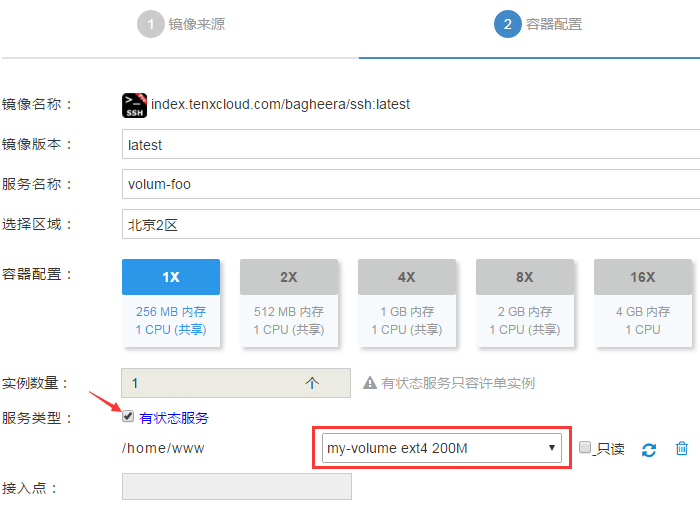 1 镜像来源 2 容器配置
镜像名称： >_ SSH index.tenxcloud.com/bagheera/ssh:latest
镜像版本： latest
服务名称： volum-foo
选择区域： 北京2区
容器配置： 1X 2X 4X 8X 16X
256 MB 内存 512 MB 内存 1 GB 内存 2 GB 内存 4 GB 内存
1 CPU (共享) 1 CPU (共享) 1 CPU (共享) 1 CPU (共享) 1 CPU
实例数量： 1 个 有状态服务只容许单实例
服务类型： 有状态服务
/home/www my-volume ext4 200M 只读
接入点：